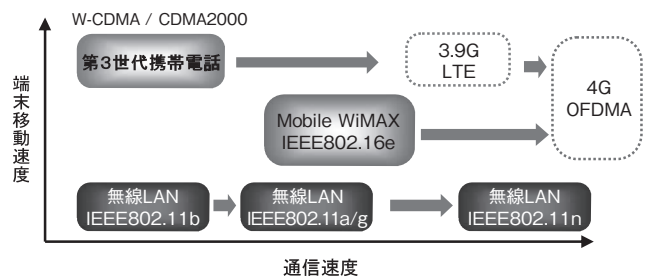 W-CDMA / CDMA2000
第3世代携帯電話
3.9G
LTE
4G
OFDMA
Mobile WiMAX
IEEE802.16e
無線LAN
IEEE802.11b
無線LAN
IEEE802.11a/g
無線LAN
IEEE802.11n
端末移動速度
通信速度